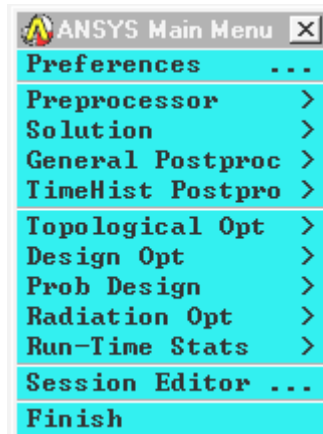 ANSYS Main Menu
Preferences ...
Preprocessor >
Solution >
General Postproc >
TimeHist Postpro >
Topological Opt >
Design Opt >
Prob Design >
Radiation Opt >
Run-Time Stats >
Session Editor ...
Finish